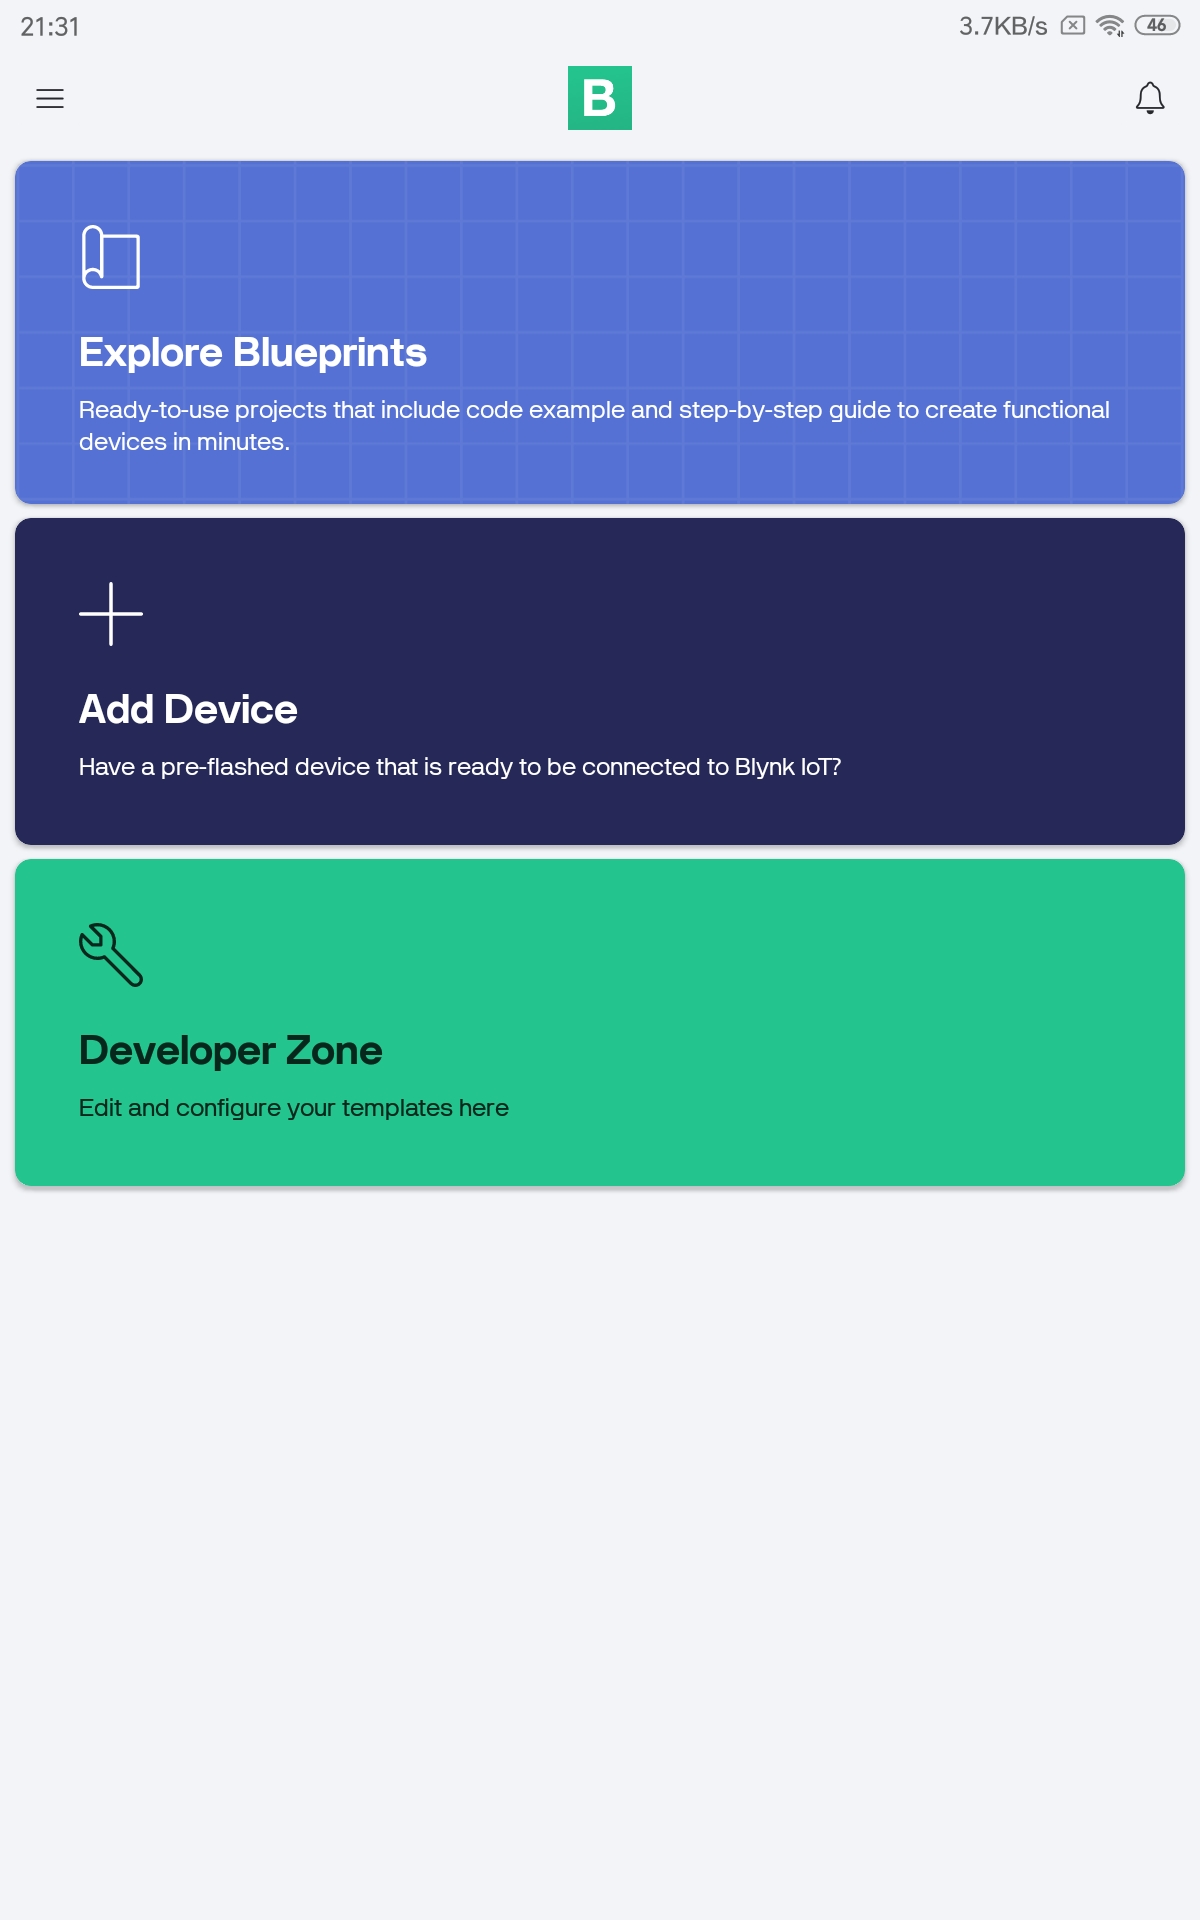 21:31
3.7KB/s
46
B
Explore Blueprints
Ready-to-use projects that include code example and step-by-step guide to create functional
devices in minutes.
Add Device
Have a pre-flashed device that is ready to be connected to Blynk IoT?
Developer Zone
Edit and configure your templates here